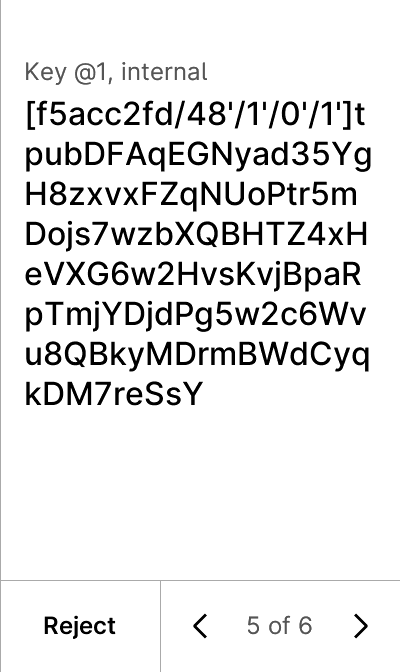 Key @1, internal
[f5acc2fd/48'/1'/0'/1']t
pubDFAqEGNyad35Yg
H8zxvxFZqNUoPtr5m
Dojs7wzbXQBHTZ4xH
eVXG6w2HvsKvjBpaR
pTmjYDjdPg5w2c6Wv
u8QBkyMDrmBWdCyq
kDM7reSsY
Reject
5 of 6